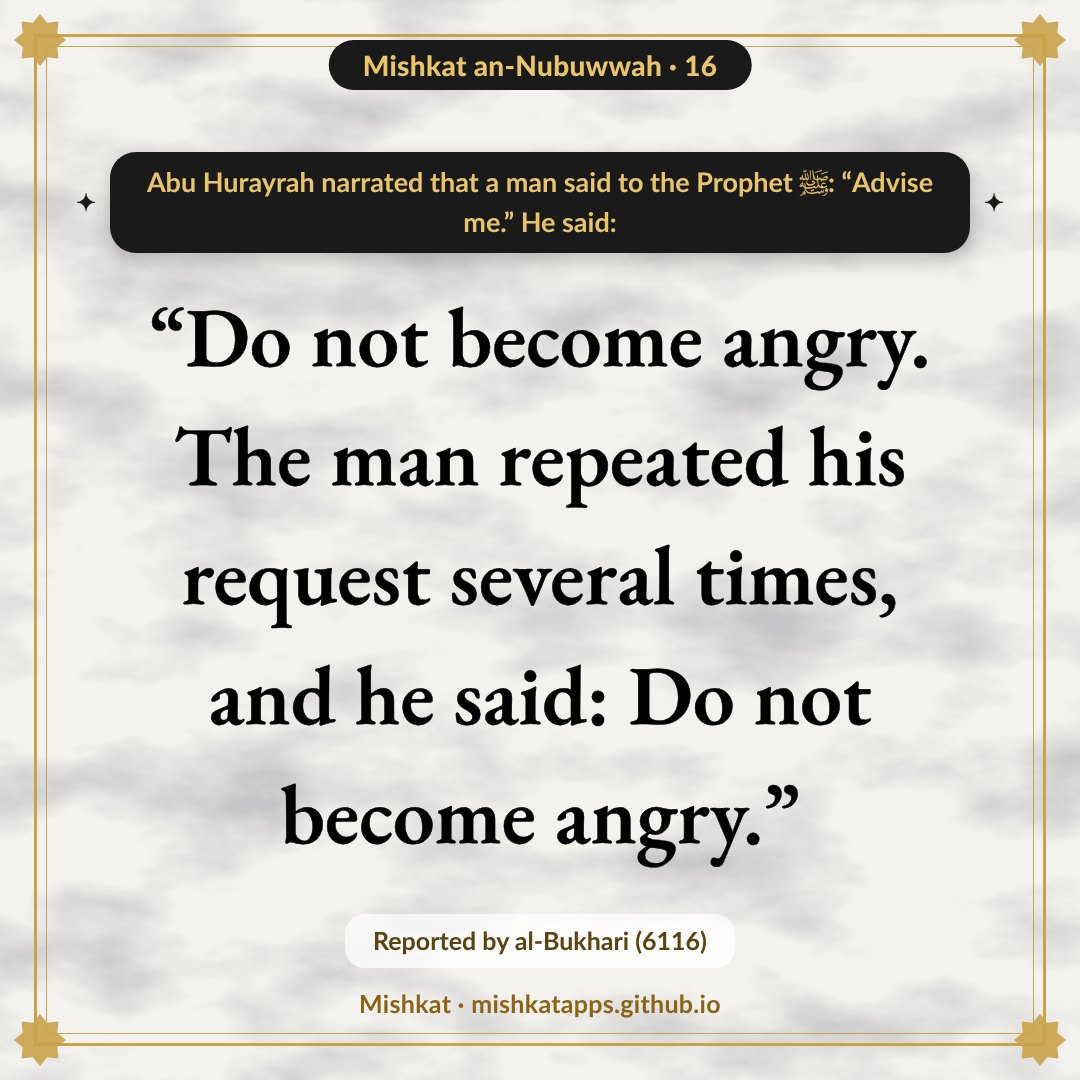 Mishkat an-Nubuwwah · 16
Abu Hurayrah narrated that a man said to the Prophet ﷺ: “Advise
me.” He said:
“Do not become angry.
The man repeated his
request several times,
and he said: Do not
become angry.”
Reported by al-Bukhari (6116)
Mishkat · mishkatapps.github.io